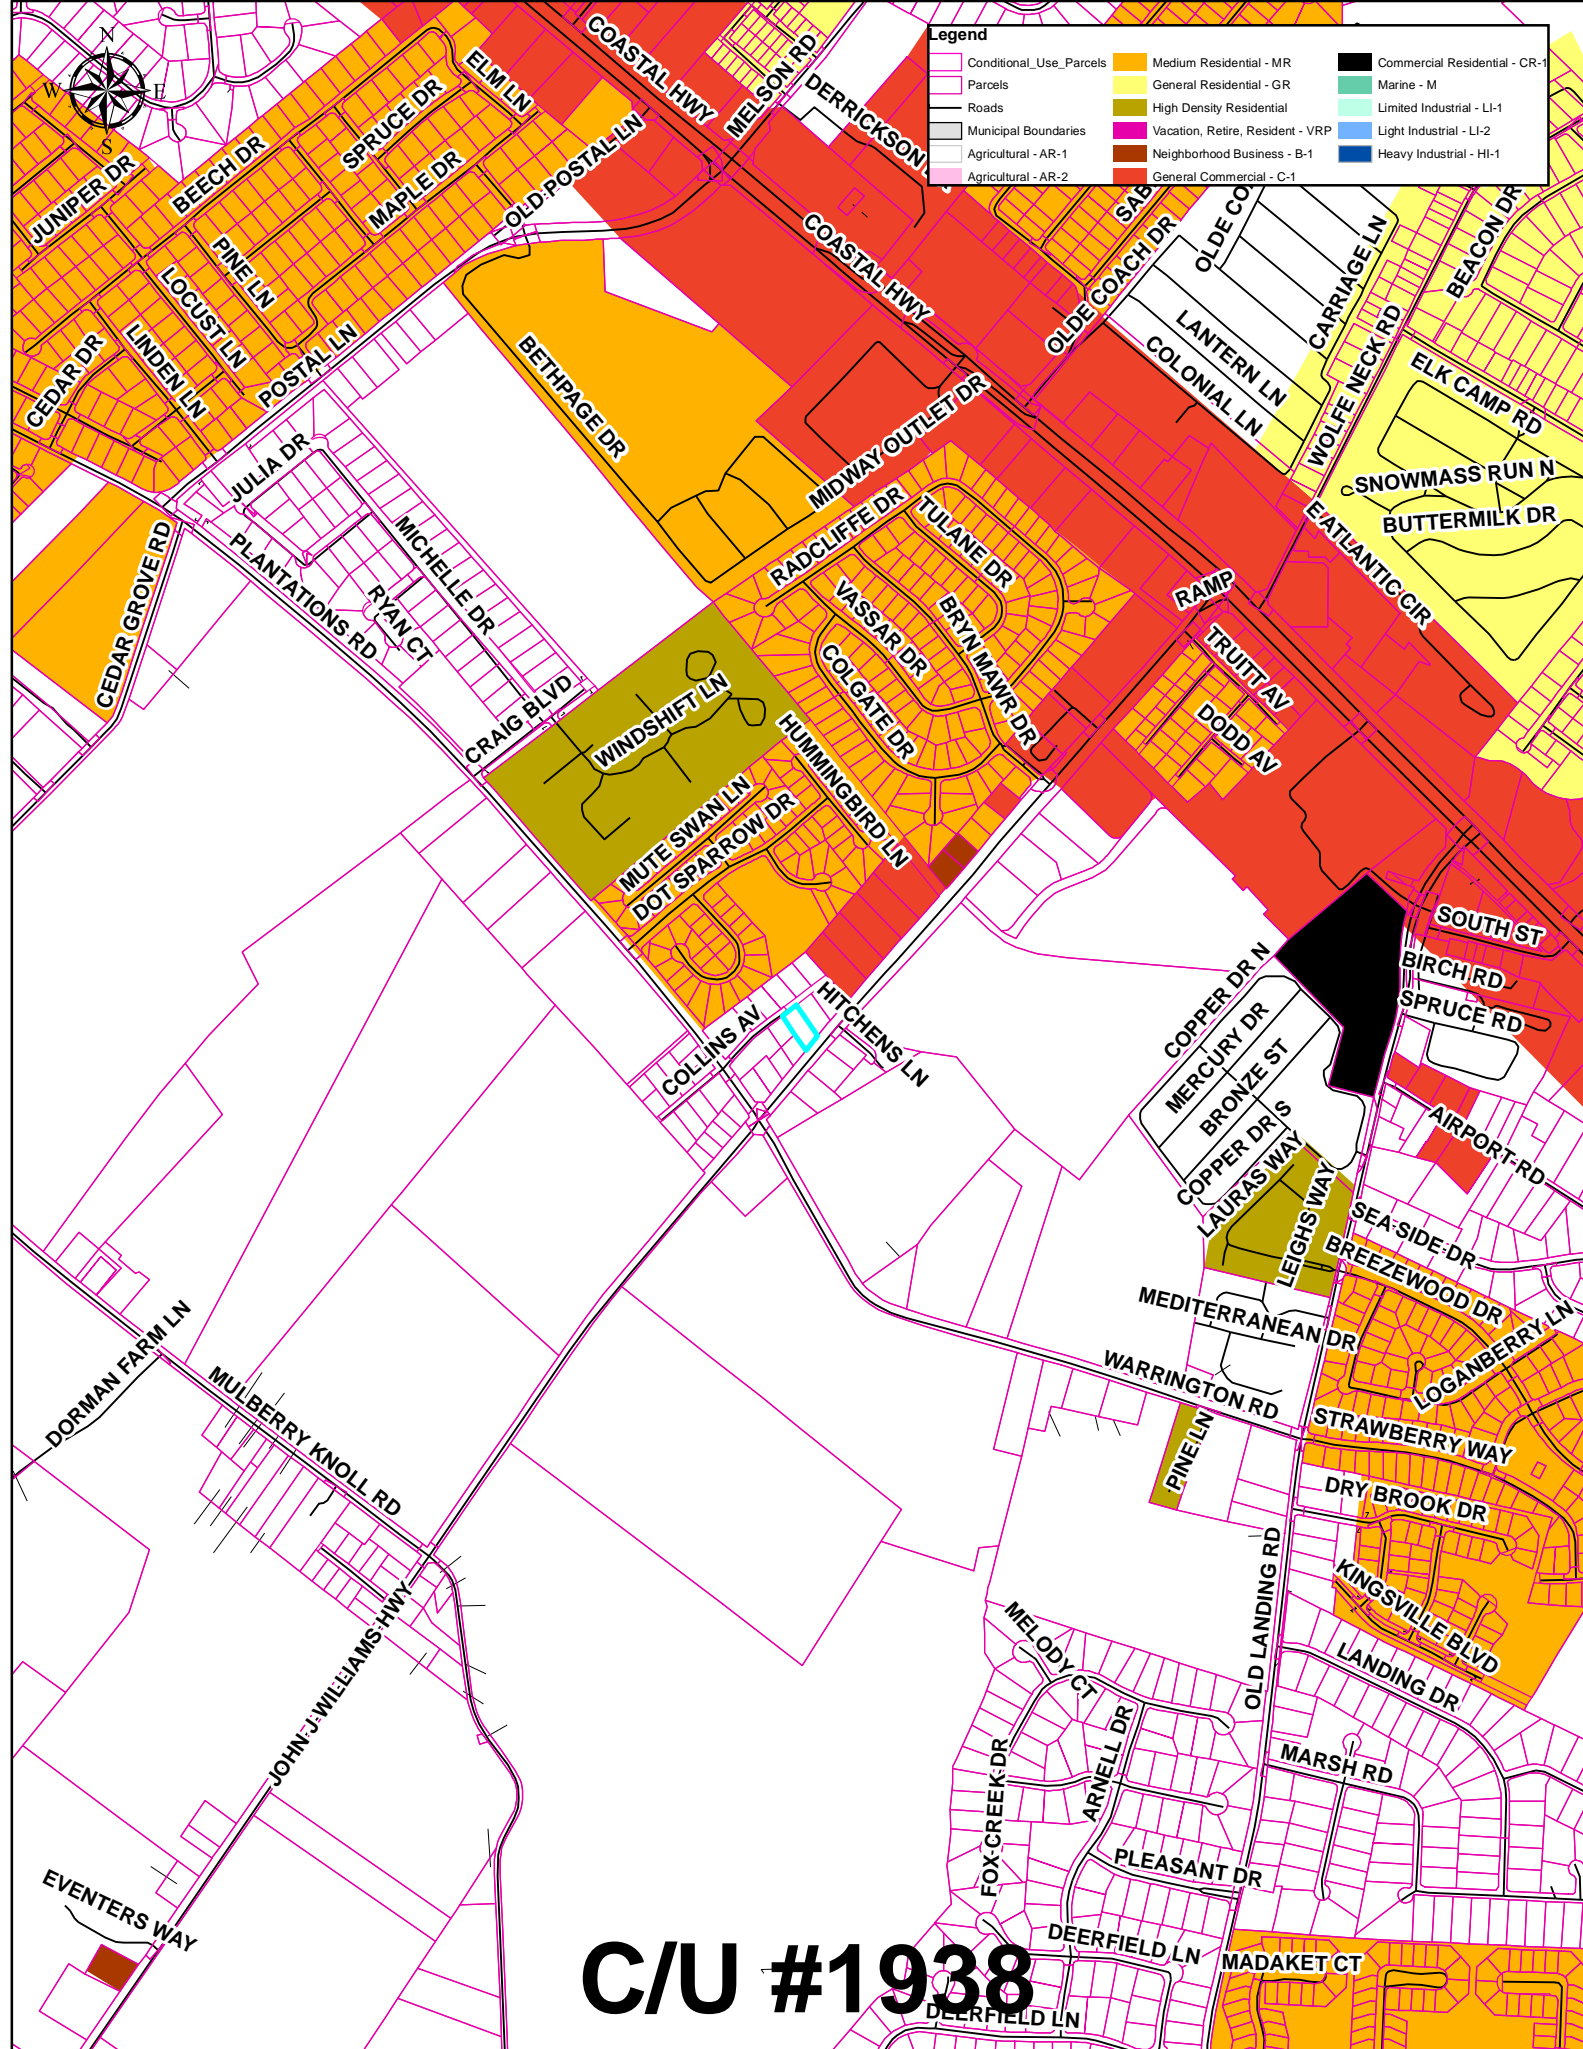 N
W E
S
Legend
Conditional_Use_Parcels
Parcels
Roads
Municipal Boundaries
Agricultural - AR-1
Agricultural - AR-2
Medium Residential - MR
General Residential - GR
High Density Residential
Vacation, Retire, Resident - VRP
Neighborhood Business - B-1
General Commercial - C-1
Commercial Residential - CR-1
Marine - M
Limited Industrial - LI-1
Light Industrial - LI-2
Heavy Industrial - HI-1
COASTAL HWY
MELSON RD
DERRICKSON
ELM LN
SPRUCE DR
OLD POSTAL LN
BEECH DR
MAPLE DR
JUNIPER DR
PINE LN
LOCUST LN
LINDEN LN
CEDAR DR
POSTAL LN
COASTAL HWY
OLDE COACH DR
CARRIAGE LN
BEACON DR
LANTERN LN
COLONIAL LN
WOLFE NECK RD
ELK CAMP RD
BETHPAGE DR
MIDWAY OUTLET DR
SNOWMASS RUN N
BUTTERMILK DR
E ATLANTIC CIR
JULIA DR
MICHELLE DR
RYAN CT
PLANTATIONS RD
CEDAR GROVE RD
RADCLIFFE DR
TULANE DR
VASSAR DR
BRYN MAWR DR
COLGATE DR
RAMP
TRUITT AV
DODD AV
CRAIG BLVD
WINDSHIFT LN
HUMMINGBIRD LN
MUTE SWAN LN
DOT SPARROW DR
SOUTH ST
BIRCH RD
SPRUCE RD
COPPER DR N
MERCURY DR
BRONZE ST
COPPER DR S
HITCHENS LN
COLLINS AV
AIRPORT RD
LAURAS WAY
LEIGHS WAY
SEA SIDE DR
BREEZEWOOD DR
LOGANBERRY LN
MEDITERRANEAN DR
WARRINGTON RD
STRAWBERRY WAY
PINE LN
DRY BROOK DR
DORMAN FARM LN
MULBERRY KNOLL RD
OLD LANDING RD
KINGSVILLE BLVD
LANDING DR
JOHN J WILLIAMS HWY
MELODY CT
ARNELL DR
FOX CREEK DR
MARSH RD
PLEASANT DR
EVENTERS WAY
DEERFIELD LN
MADAKET CT
C/U #1938
DEERFIELD LN